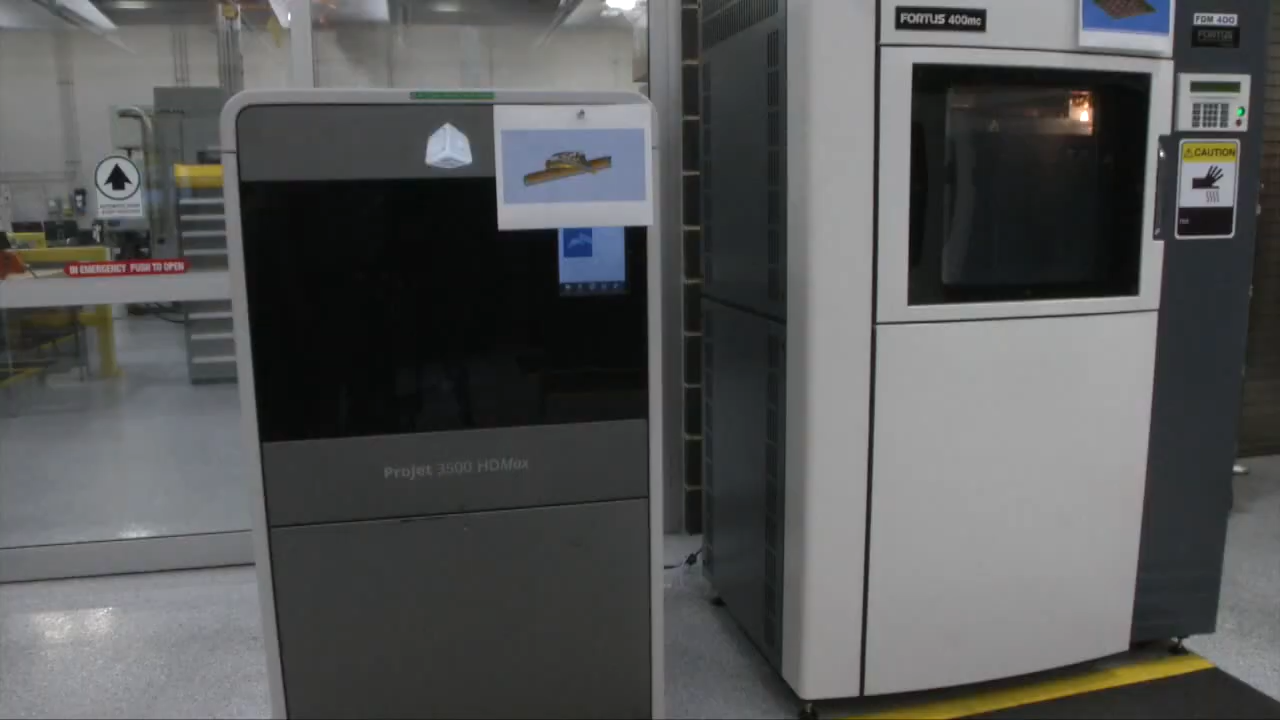 FORTUS 400mc
FDM 400
FORTUS
CAUTION
IN EMERGENCY PUSH TO OPEN
ProJet 3500 HDMax